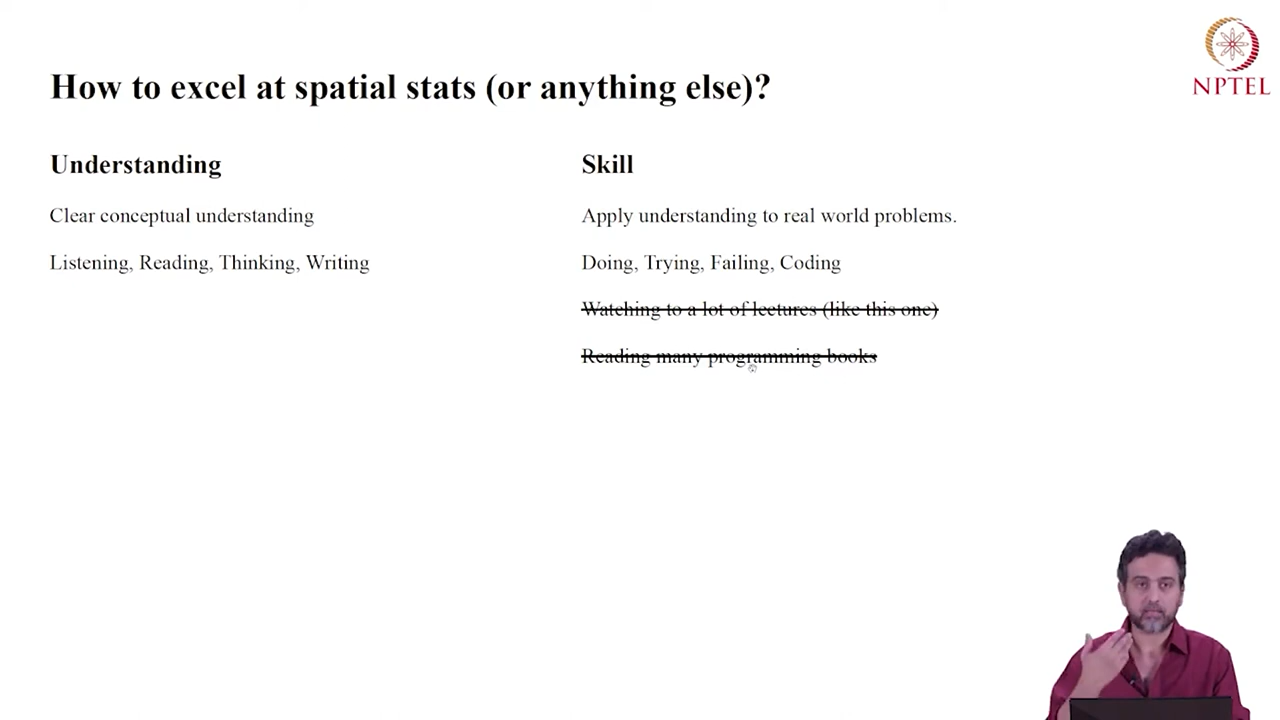 NPTEL
How to excel at spatial stats (or anything else)?
Understanding
Clear conceptual understanding
Listening, Reading, Thinking, Writing
Skill
Apply understanding to real world problems.
Doing, Trying, Failing, Coding
Watching to a lot of lectures (like this one)
Reading many programming books